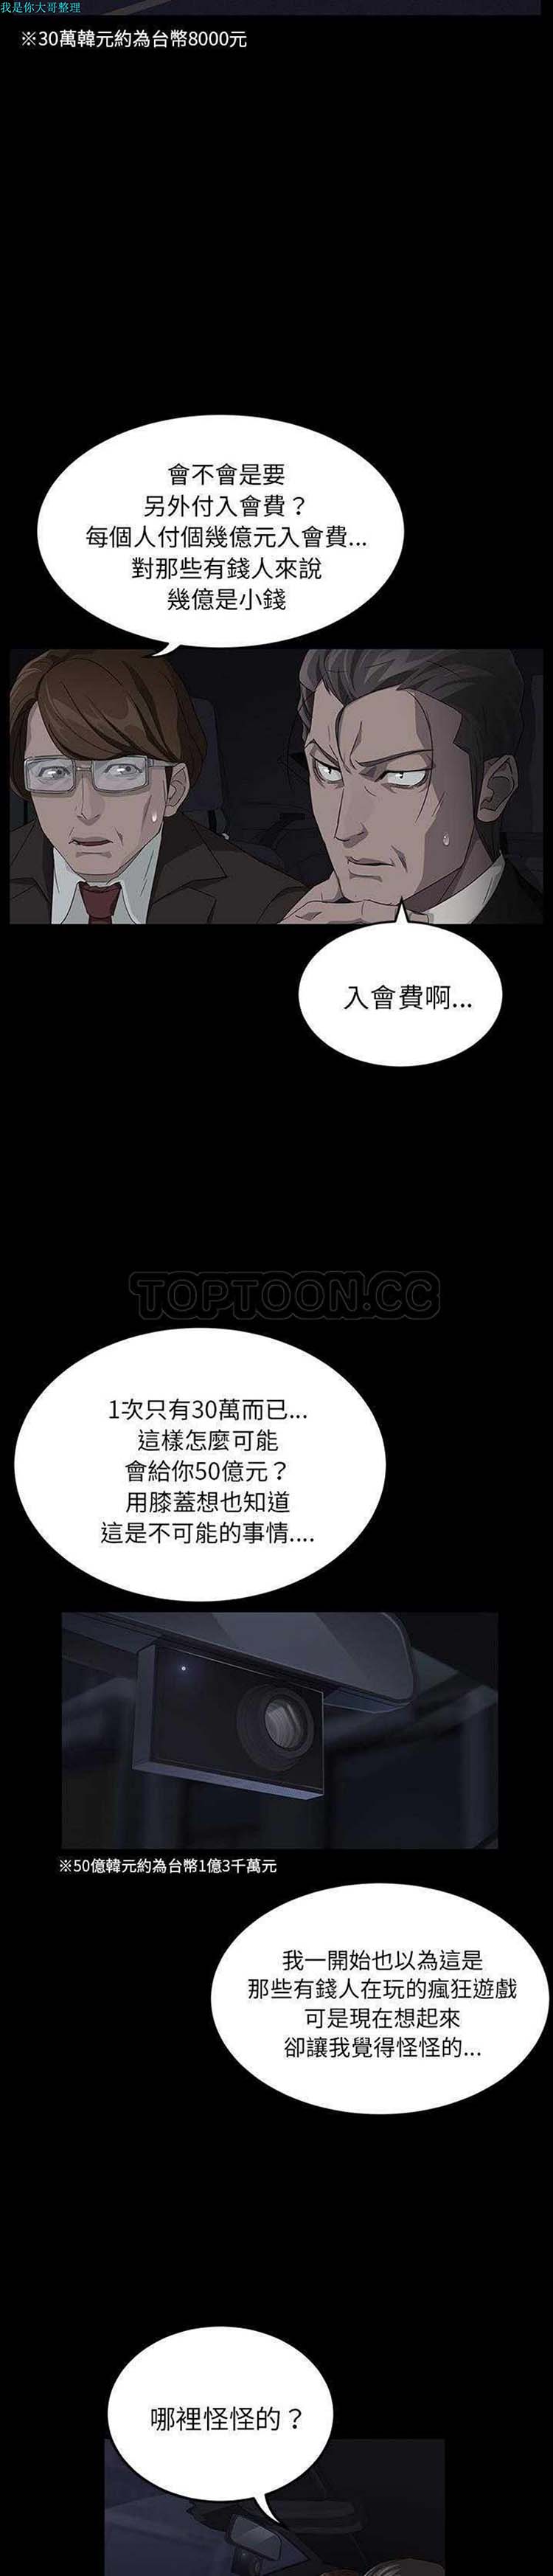 我是你大哥整理
※30萬韓元約為台幣8000元
會不會是要
另外付入會費？
每個人付個幾億元入會費...
對那些有錢人來說
幾億是小錢
入會費啊...
TOPTOON.CC
1次只有30萬而已...
這樣怎麼可能
會給你50億元？
用膝蓋想也知道
這是不可能的事情....
※50億韓元約為台幣1億3千萬元
我一開始也以為這是
那些有錢人在玩的瘋狂遊戲
可是現在想起來
卻讓我覺得怪怪的...
哪裡怪怪的？